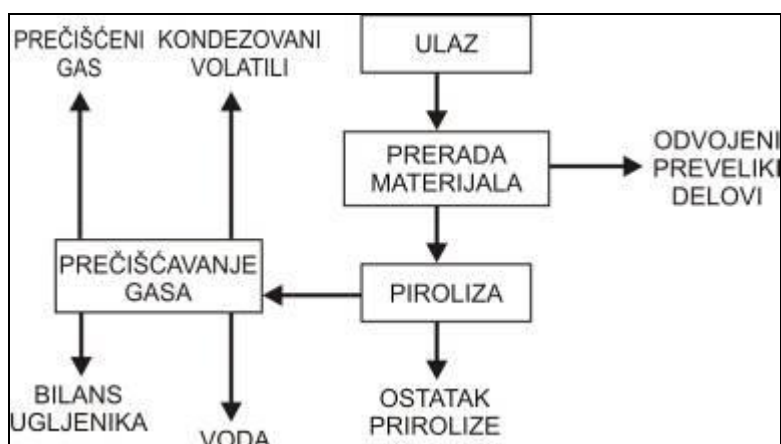 PREČIŠĆENI
GAS
KONDEZOVANI
VOLATILI
ULAZ
PRERADA
MATERIJALA
ODVOJENI
PREVELIKI
DELOVI
PREČIŠĆAVANJE
GASA
PIROLIZA
BILANS
UGLJENIKA
VODA
OSTATAK
PRIROLIZE